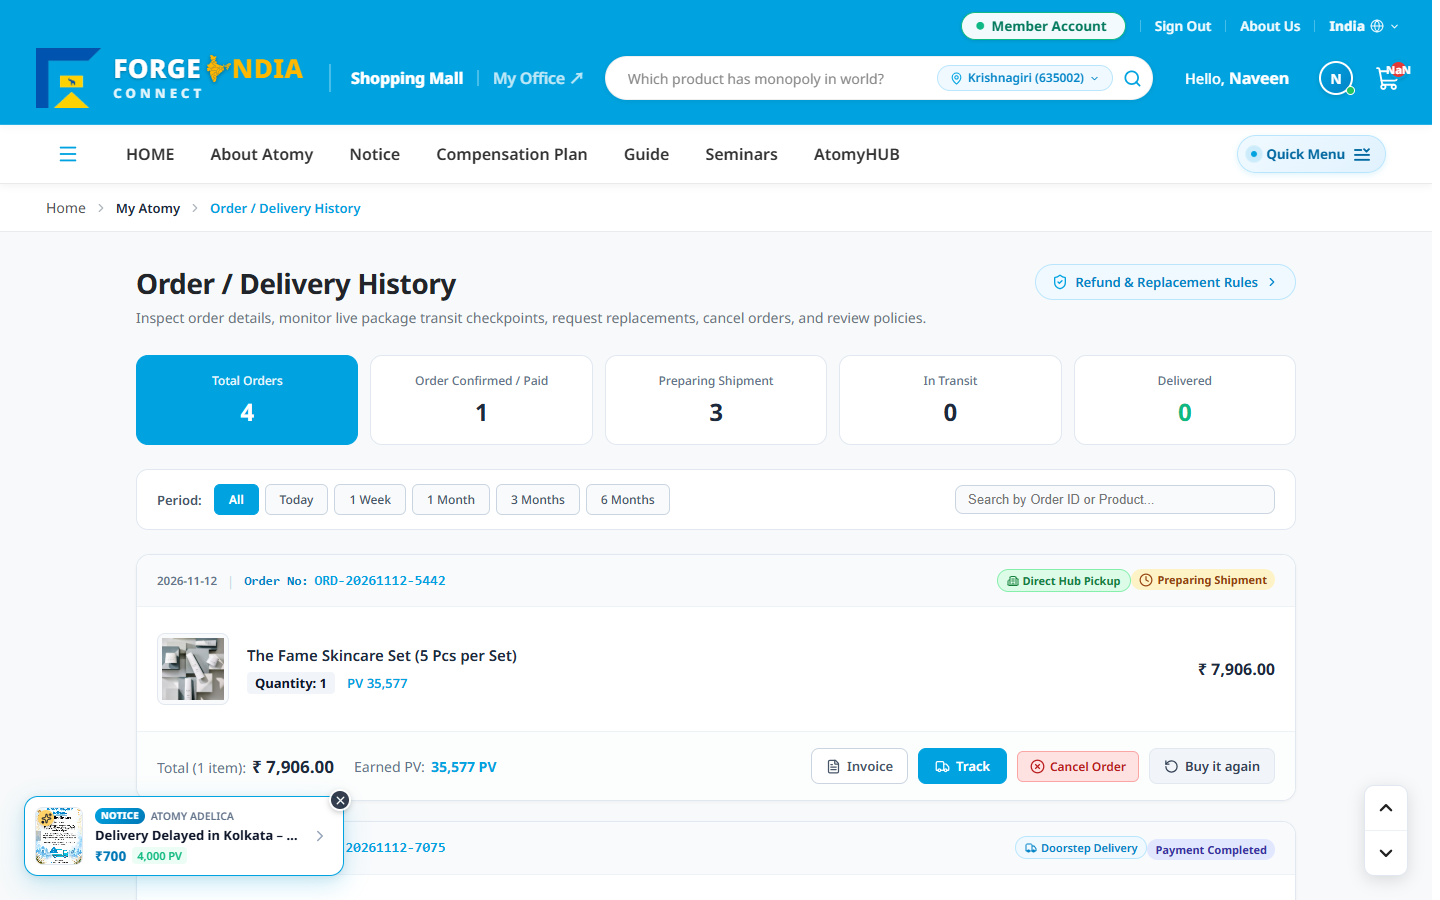 Member Account
Sign Out
About Us
India
FORGE INDIA
CONNECT
Shopping Mall
My Office ↗
Which product has monopoly in world?
Krishnagiri (635002)
Hello, Naveen
N
NaN
HOME
About Atomy
Notice
Compensation Plan
Guide
Seminars
AtomyHUB
Quick Menu
Home > My Atomy > Order / Delivery History
Order / Delivery History
Refund & Replacement Rules
Inspect order details, monitor live package transit checkpoints, request replacements, cancel orders, and review policies.
Total Orders
4
Order Confirmed / Paid
1
Preparing Shipment
3
In Transit
0
Delivered
0
Period:
All
Today
1 Week
1 Month
3 Months
6 Months
Search by Order ID or Product...
2026-11-12
Order No: ORD-20261112-5442
Direct Hub Pickup
Preparing Shipment
The Fame Skincare Set (5 Pcs per Set)
Quantity: 1
PV 35,577
₹ 7,906.00
Total (1 item): ₹ 7,906.00
Earned PV: 35,577 PV
Invoice
Track
Cancel Order
Buy it again
NOTICE
ATOMY ADELICA
Delivery Delayed in Kolkata – ...
₹700
4,000 PV
20261112-7075
Doorstep Delivery
Payment Completed